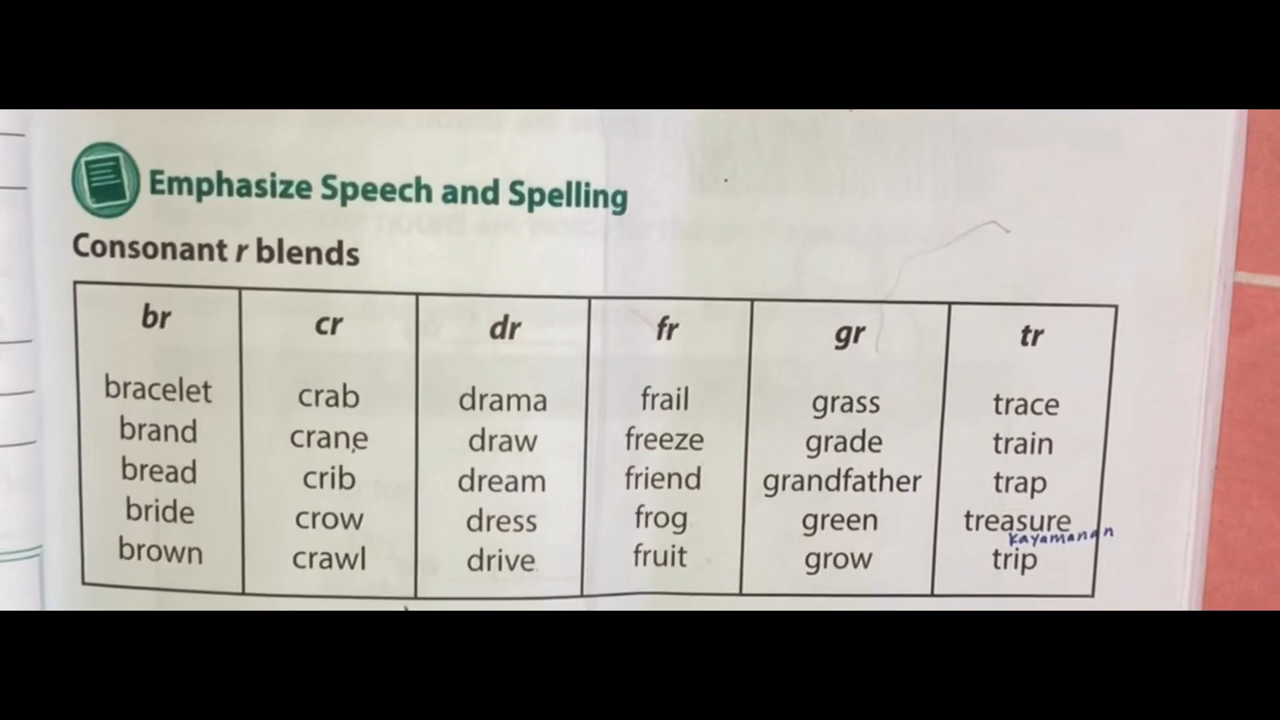 Emphasize Speech and Spelling
Consonant r blends
br cr dr fr gr tr
bracelet crab drama frail grass trace
brand crane draw freeze grade train
bread crib dream friend grandfather trap
bride crow dress frog green treasure
kayamanan
brown crawl drive fruit grow trip